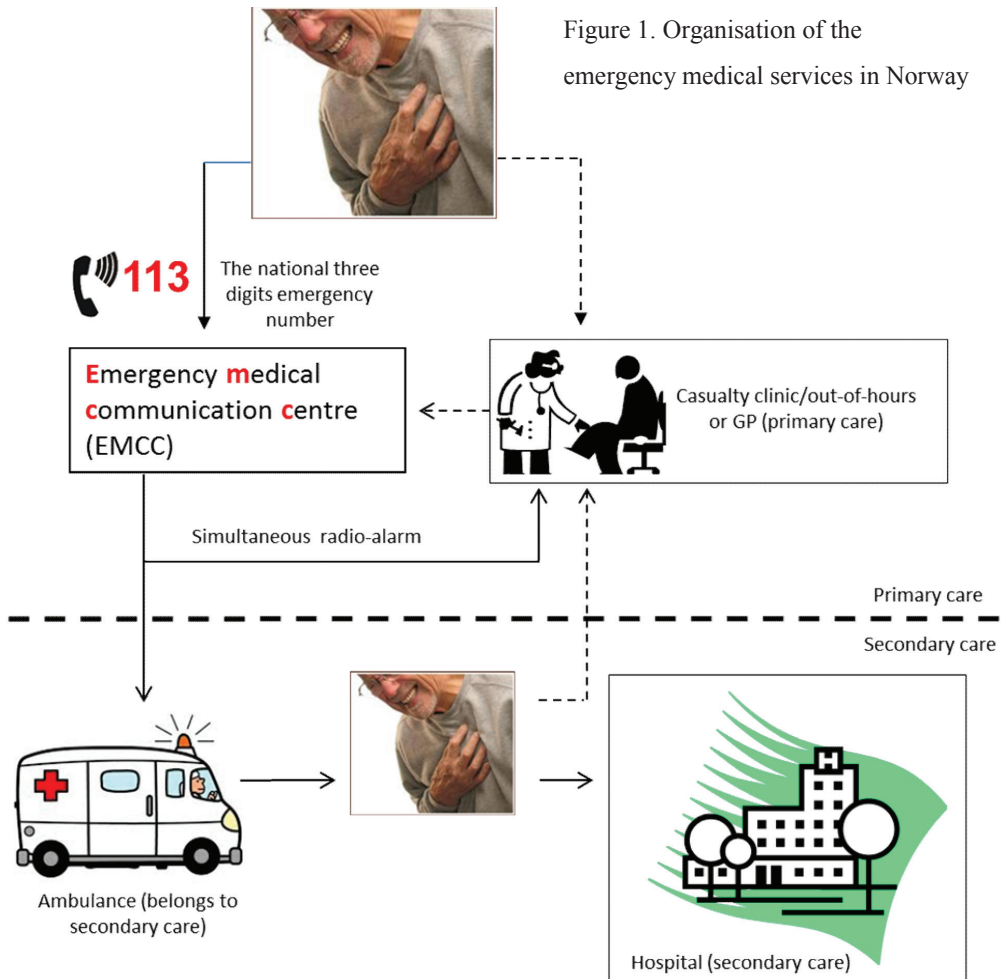 Figure 1. Organisation of the
emergency medical services in Norway
113
The national three
digits emergency
number
Emergency medical
communication centre
(EMCC)
Casualty clinic/out-of-hours
or GP (primary care)
Simultaneous radio-alarm
Primary care
Secondary care
H
Ambulance (belongs to
secondary care)
Hospital (secondary care)